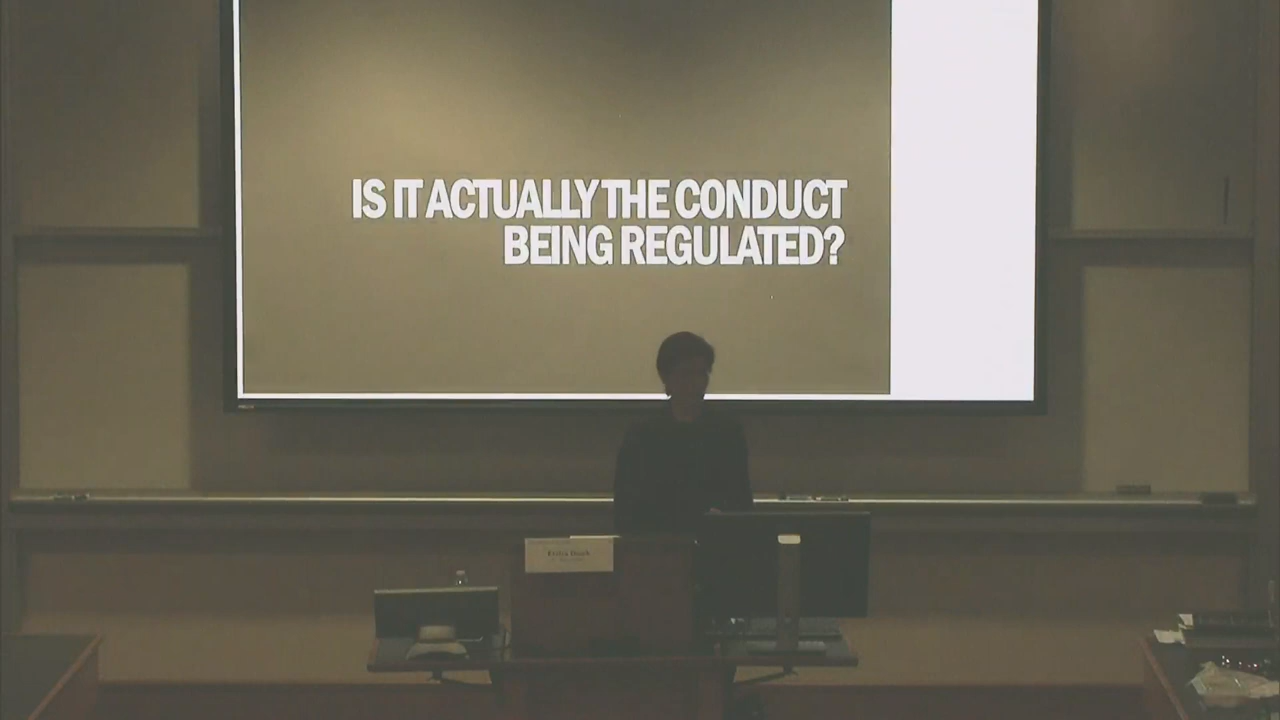 IS IT ACTUALLY THE CONDUCT
BEING REGULATED?